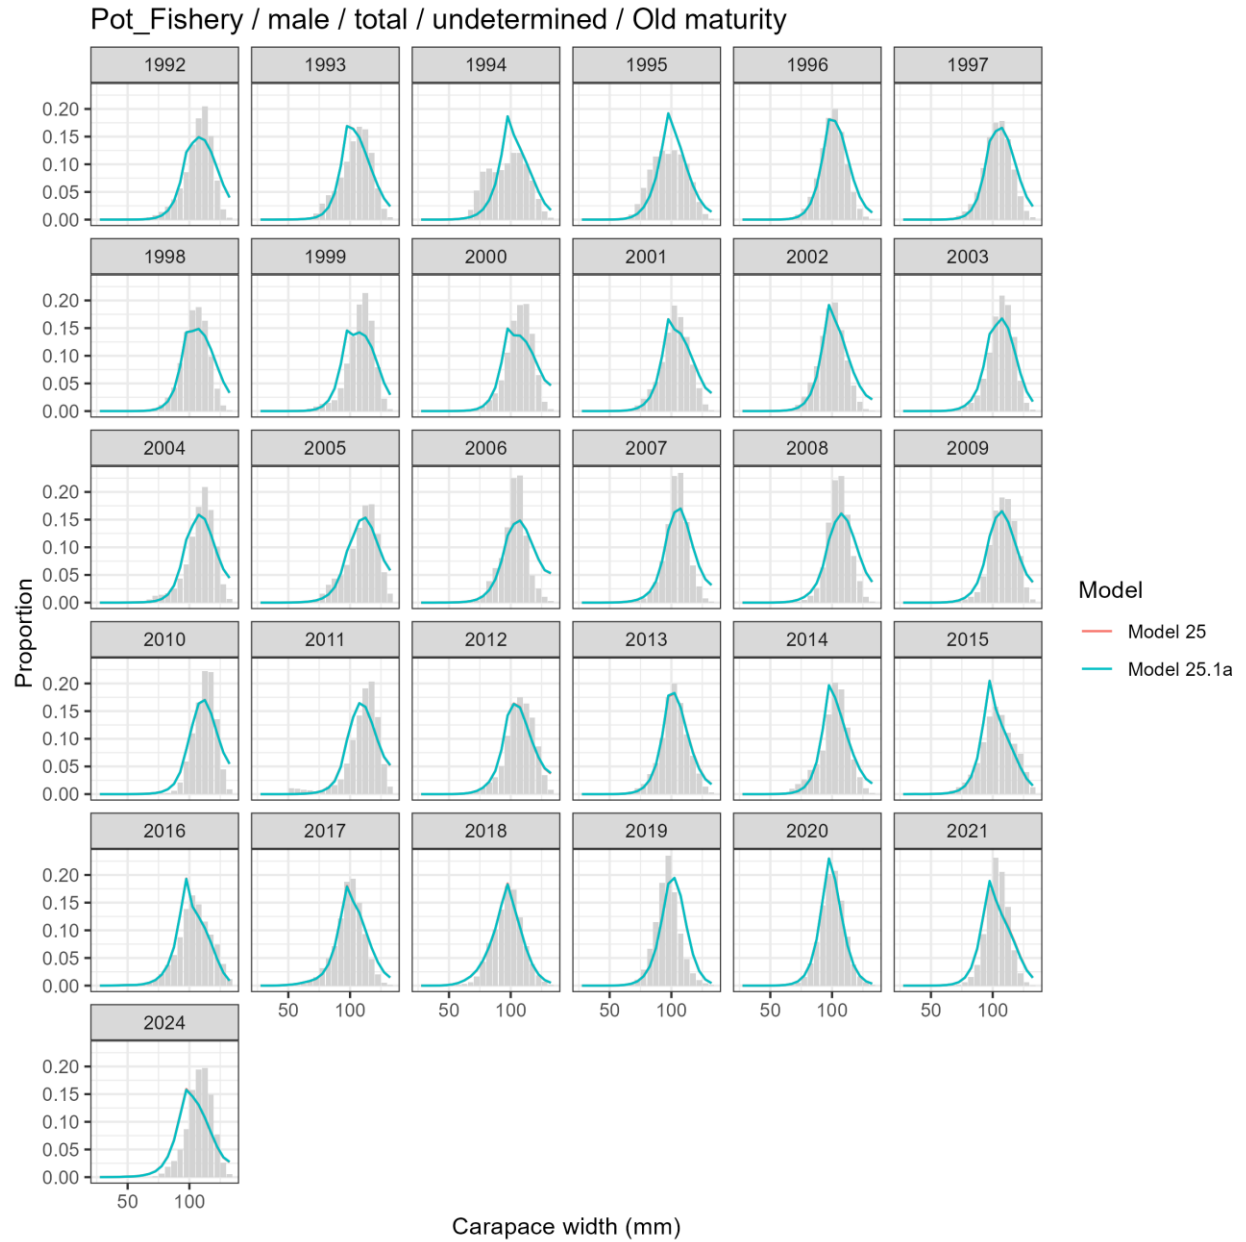 Pot_Fishery / male / total / undetermined / Old maturity
1992 1993 1994 1995 1996 1997
0.20
0.15
0.10
0.05
0.00
1998 1999 2000 2001 2002 2003
0.20
0.15
0.10
0.05
0.00
2004 2005 2006 2007 2008 2009
0.20
0.15
0.10
0.05
0.00
Proportion
2010 2011 2012 2013 2014 2015
0.20
0.15
0.10
0.05
0.00
2016 2017 2018 2019 2020 2021
0.20
0.15
0.10
0.05
0.00
50 100 50 100 50 100 50 100 50 100
2024
0.20
0.15
0.10
0.05
0.00
50 100
Carapace width (mm)
Model
Model 25
Model 25.1a